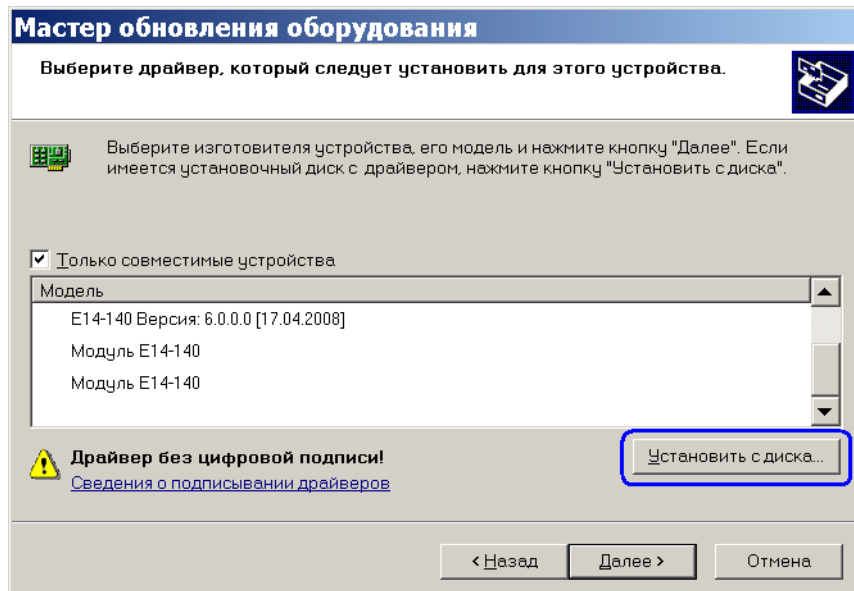 Мастер обновления оборудования
Выберите драйвер, который следует установить для этого устройства.
Выберите изготовителя устройства, его модель и нажмите кнопку "Далее". Если
имеется установочный диск с драйвером, нажмите кнопку "Установить с диска".
Только совместимые устройства
Модель
E14-140 Версия: 6.0.0.0 [17.04.2008]
Модуль E14-140
Модуль E14-140
Драйвер без цифровой подписи!
Установить с диска...
Сведения о подписывании драйверов
< Назад
Далее >
Отмена